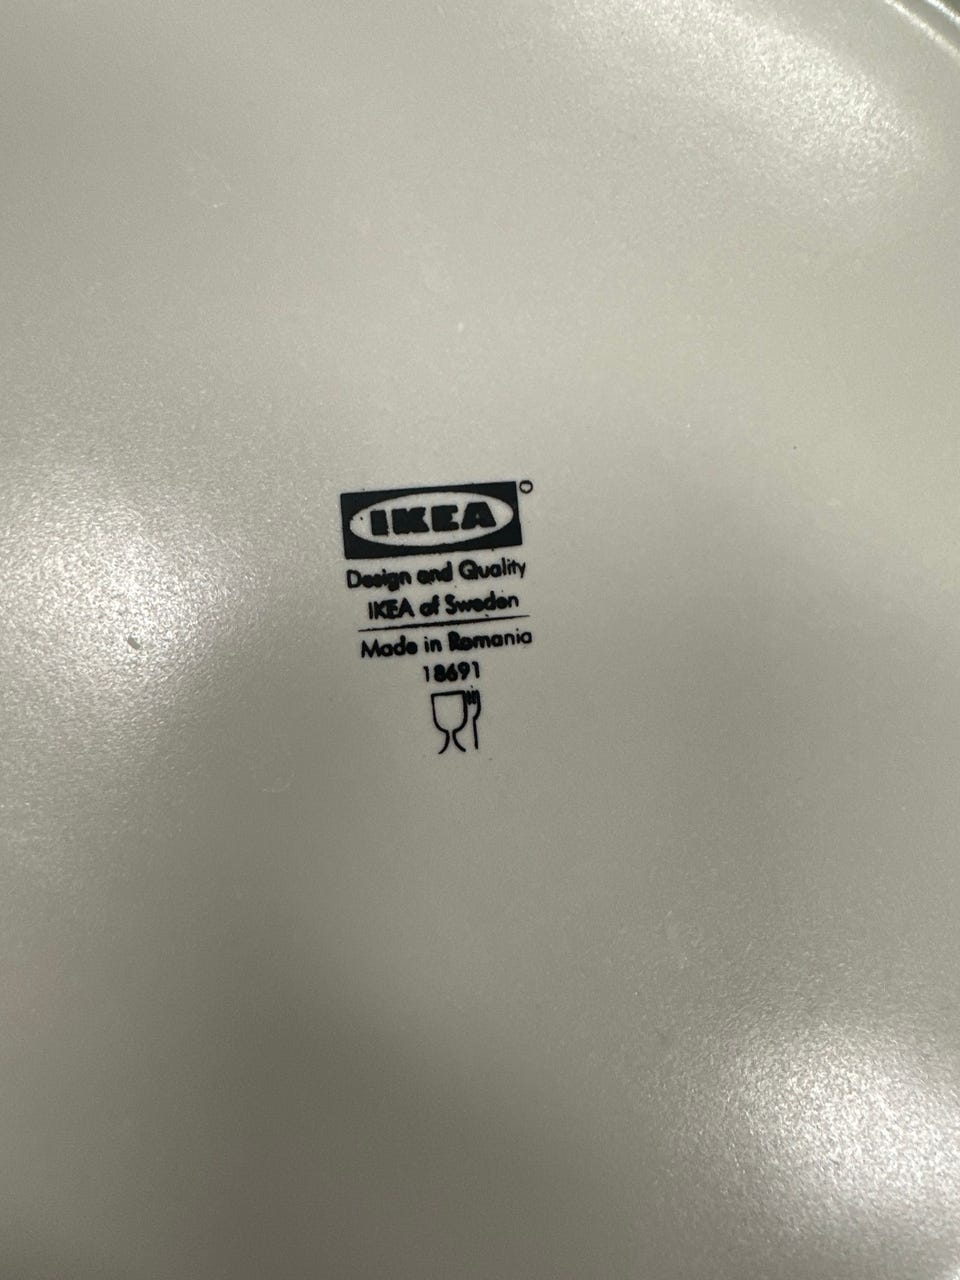 IKEA
Design and Quality
IKEA of Sweden
Made in Romania
18691